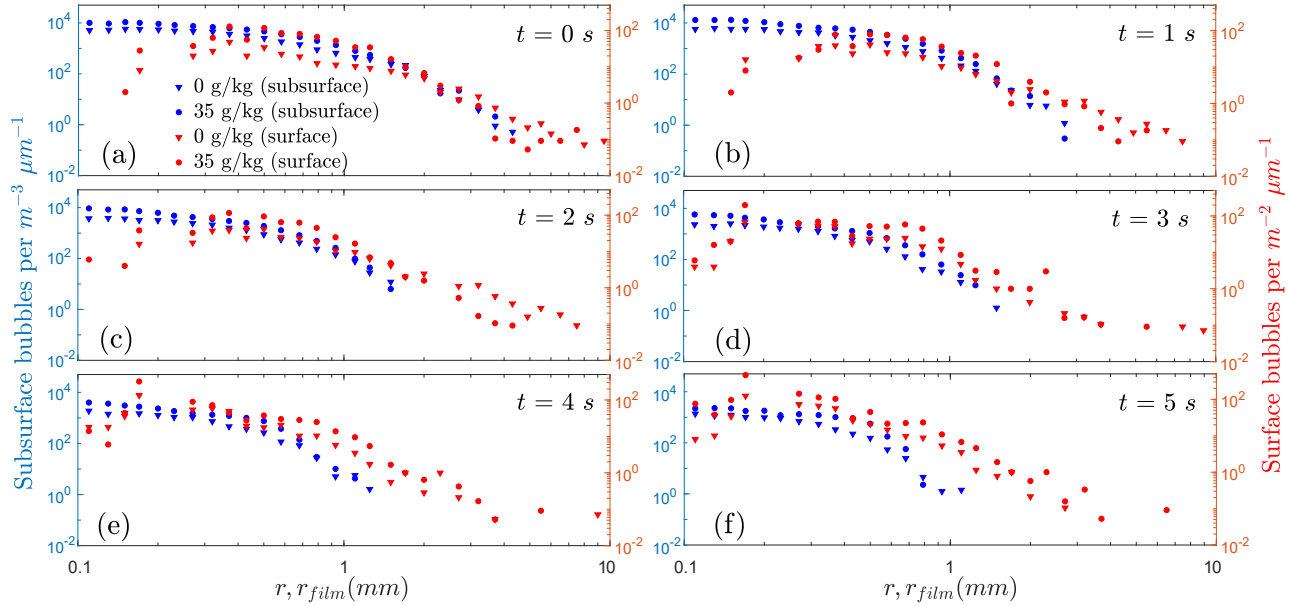 10^4
10^2
10^0
10^-2
10^2
10^0
10^-2
t = 0 s
0 g/kg (subsurface)
35 g/kg (subsurface)
0 g/kg (surface)
35 g/kg (surface)
(a)
10^4
10^2
10^0
10^-2
10^2
10^0
10^-2
t = 1 s
(b)
10^4
10^2
10^0
10^-2
10^2
10^0
10^-2
t = 2 s
(c)
10^4
10^2
10^0
10^-2
10^2
10^0
10^-2
t = 3 s
(d)
10^4
10^2
10^0
10^-2
10^2
10^0
10^-2
t = 4 s
(e)
10^4
10^2
10^0
10^-2
10^2
10^0
10^-2
t = 5 s
(f)
0.1
1
10
0.1
1
10
r, r_film(mm)
r, r_film(mm)
Subsurface bubbles per m^-3 μm^-1
Surface bubbles per m^-2 μm^-1